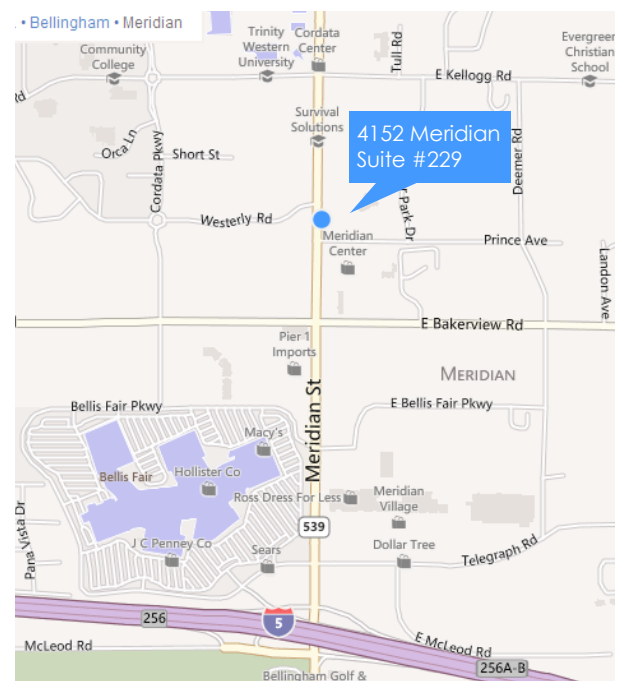 . • Bellingham • Meridian
Community
College
Trinity
Western
University
Cordata
Center
Tull Rd
E Kellogg Rd
Evergreen
Christian
School
Survival
Solutions
4152 Meridian
Suite #229
Rd
Orca Ln
Short St
Cordata Pkwy
Deemer Rd
Westerly Rd
r Park Dr
Meridian
Center
Prince Ave
Landon Ave
E Bakerview Rd
Pier 1
Imports
MERIDIAN
Bellis Fair Pkwy
E Bellis Fair Pkwy
Meridian St
Macy's
Bellis Fair
Hollister Co
Ross Dress For Less
Meridian
Village
539
Pana Vista Dr
J C Penney Co
Sears
Dollar Tree
Telegraph Rd
256
5
McLeod Rd
E McLeod Rd
256A-B
Bellingham Golf &